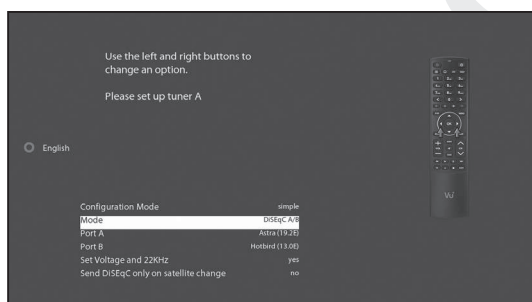 Use the left and right buttons to
change an option.
Please set up tuner A
English
Configuration Mode simple
Mode DiSEqC A/B
Port A Astra (19.2E)
Port B Hotbird (13.0E)
Set Voltage and 22KHz yes
Send DiSEqC only on satellite change no
OK
Vu+